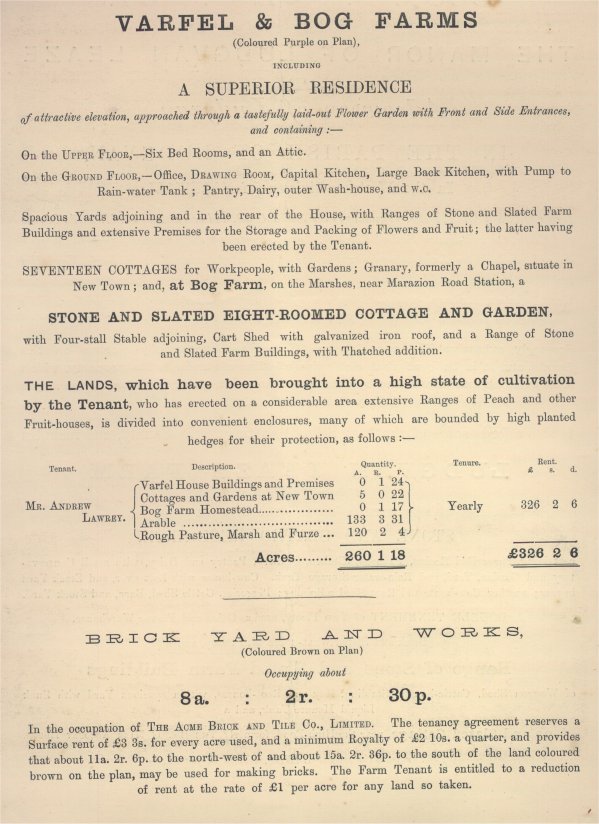 VARFEL & BOG FARMS
(Coloured Purple on Plan),
INCLUDING
A SUPERIOR RESIDENCE
of attractive elevation, approached through a tastefully laid-out Flower Garden with Front and Side Entrances,
and containing :—
On the UPPER FLOOR,—Six Bed Rooms, and an Attic.
On the GROUND FLOOR,—Office, DRAWING ROOM, Capital Kitchen, Large Back Kitchen, with Pump to
Rain-water Tank ; Pantry, Dairy, outer Wash-house, and W.C.
Spacious Yards adjoining and in the rear of the House, with Ranges of Stone and Slated Farm
Buildings and extensive Premises for the Storage and Packing of Flowers and Fruit ; the latter having
been erected by the Tenant.
SEVENTEEN COTTAGES for Workpeople, with Gardens ; Granary, formerly a Chapel, situate in
New Town ; and, at Bog Farm, on the Marshes, near Marazion Road Station, a
STONE AND SLATED EIGHT-ROOMED COTTAGE AND GARDEN,
with Four-stall Stable adjoining, Cart Shed with galvanized iron roof, and a Range of Stone
and Slated Farm Buildings, with Thatched addition.
THE LANDS, which have been brought into a high state of cultivation
by the Tenant, who has erected on a considerable area extensive Ranges of Peach and other
Fruit-houses, is divided into convenient enclosures, many of which are bounded by high planted
hedges for their protection, as follows :—
Tenant. Description. Quantity. Tenure. Rent.
A. R. P. £ s. d.
Varfel House Buildings and Premises 0 1 24
Cottages and Gardens at New Town 5 0 22
MR. ANDREW LAWREY. Bog Farm Homestead.................. 0 1 17 Yearly 326 2 6
Arable .................................... 133 3 31
Rough Pasture, Marsh and Furze ... 120 2 4
Acres......... 260 1 18 £326 2 6
BRICK YARD AND WORKS,
(Coloured Brown on Plan)
Occupying about
8a. : 2r. : 30p.
In the occupation of THE ACME BRICK AND TILE CO., LIMITED. The tenancy agreement reserves a
Surface rent of £3 3s. for every acre used, and a minimum Royalty of £2 10s. a quarter, and provides
that about 11a. 2r. 6p. to the north-west of and about 15a. 2r. 36p. to the south of the land coloured
brown on the plan, may be used for making bricks. The Farm Tenant is entitled to a reduction
of rent at the rate of £1 per acre for any land so taken.